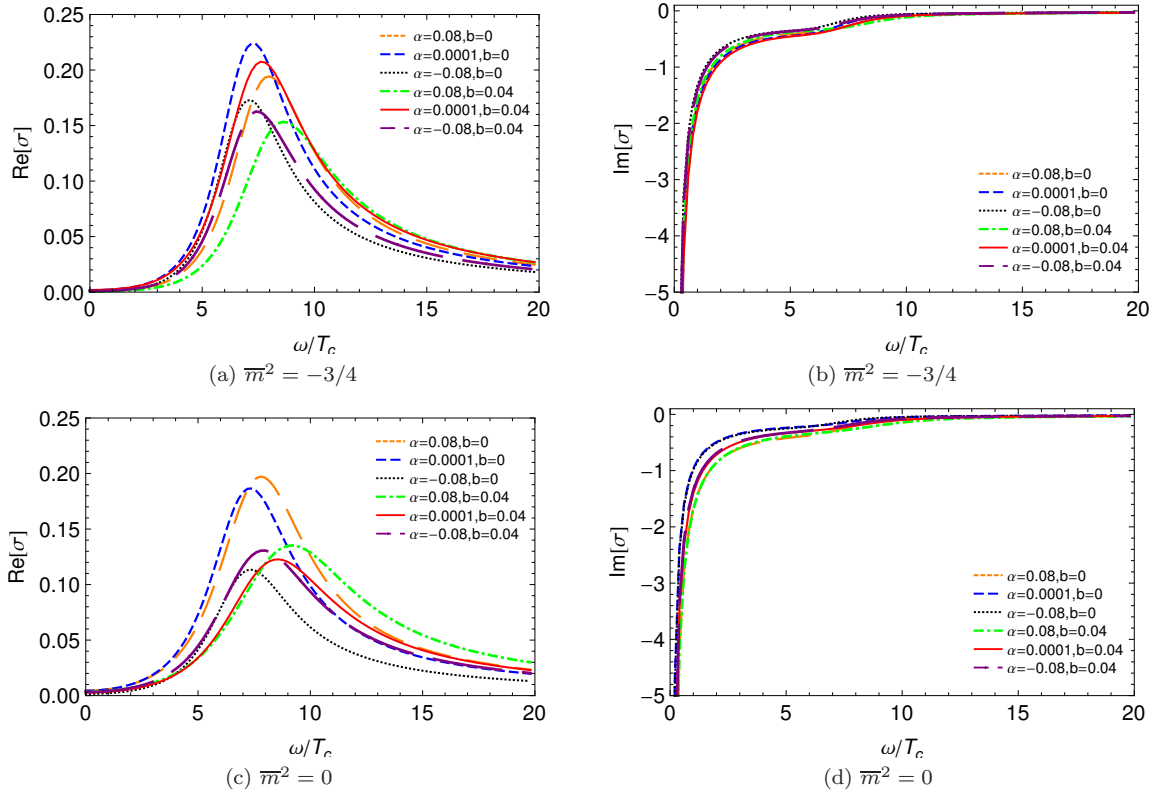 0.25
0.20
0.15
0.10
0.05
0.00
Re[σ]
α=0.08,b=0
α=0.0001,b=0
α=−0.08,b=0
α=0.08,b=0.04
α=0.0001,b=0.04
α=−0.08,b=0.04
0 5 10 15 20
ω/Tc
(a) m̅² = −3/4
0
−1
−2
−3
−4
−5
Im[σ]
α=0.08,b=0
α=0.0001,b=0
α=−0.08,b=0
α=0.08,b=0.04
α=0.0001,b=0.04
α=−0.08,b=0.04
0 5 10 15 20
ω/Tc
(b) m̅² = −3/4
0.25
0.20
0.15
0.10
0.05
0.00
Re[σ]
α=0.08,b=0
α=0.0001,b=0
α=−0.08,b=0
α=0.08,b=0.04
α=0.0001,b=0.04
α=−0.08,b=0.04
0 5 10 15 20
ω/Tc
(c) m̅² = 0
0
−1
−2
−3
−4
−5
Im[σ]
α=0.08,b=0
α=0.0001,b=0
α=−0.08,b=0
α=0.08,b=0.04
α=0.0001,b=0.04
α=−0.08,b=0.04
0 5 10 15 20
ω/Tc
(d) m̅² = 0